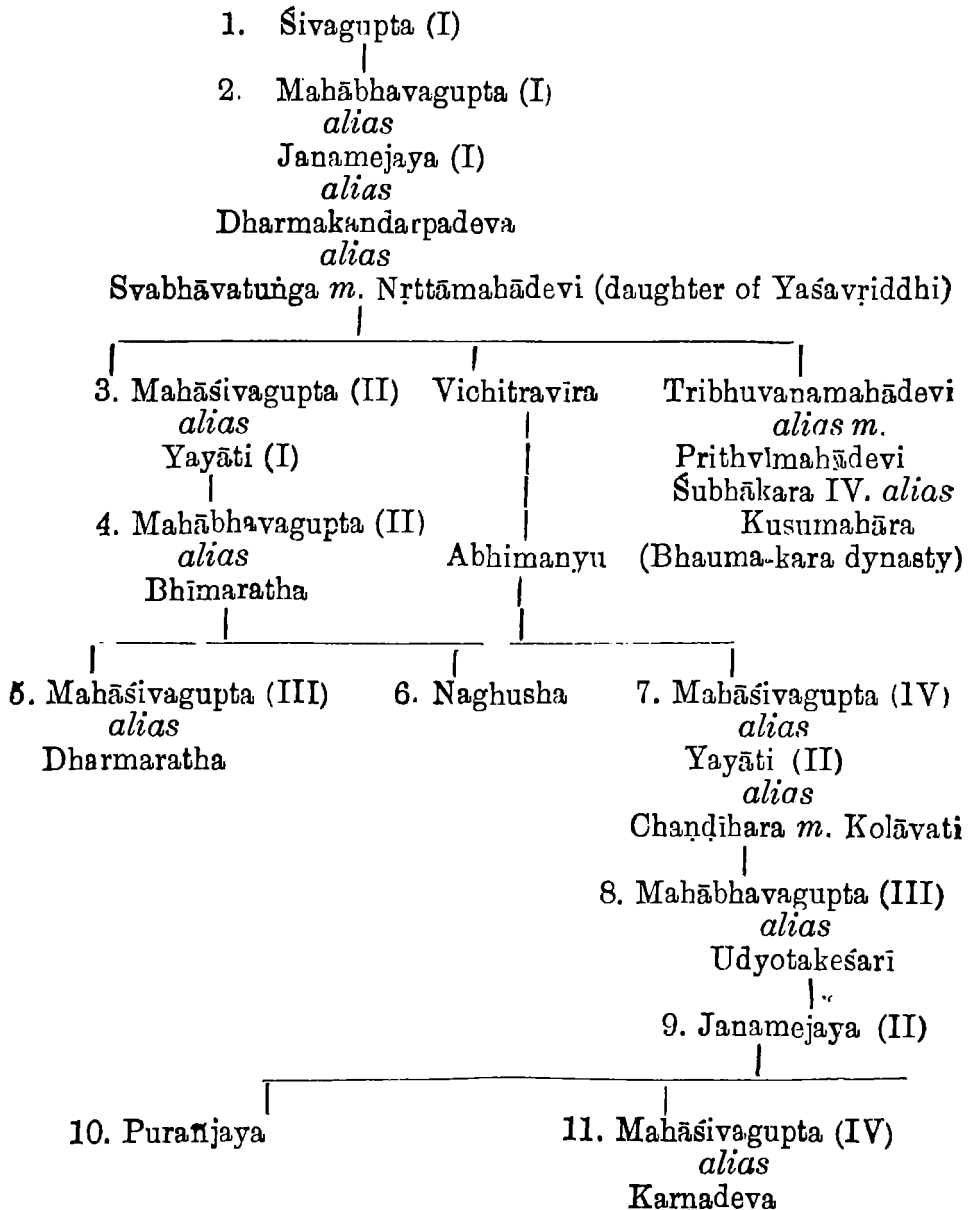 1. Śivagupta (I)
2. Mahābhavagupta (I)
alias
Janamejaya (I)
alias
Dharmakandarpadeva
alias
Svabhāvatuṅga m. Nṛttāmahādevi (daughter of Yaśavṛiddhi)
3. Mahāśivagupta (II) Vichitravīra Tribhuvanamahādevi
alias alias m.
Yayāti (I) Prithvīmahādevi
Śubhākara IV. alias
4. Mahābhavagupta (II) Kusumahāra
alias Abhimanyu (Bhauma-kara dynasty)
Bhīmaratha
5. Mahāśivagupta (III) 6. Naghusha 7. Mahāśivagupta (IV)
alias alias
Dharmaratha Yayāti (II)
alias
Chaṇḍīhara m. Kolāvati
8. Mahābhavagupta (III)
alias
Udyotakeśarī
9. Janamejaya (II)
10. Purañjaya 11. Mahāśivagupta (IV)
alias
Karnadeva